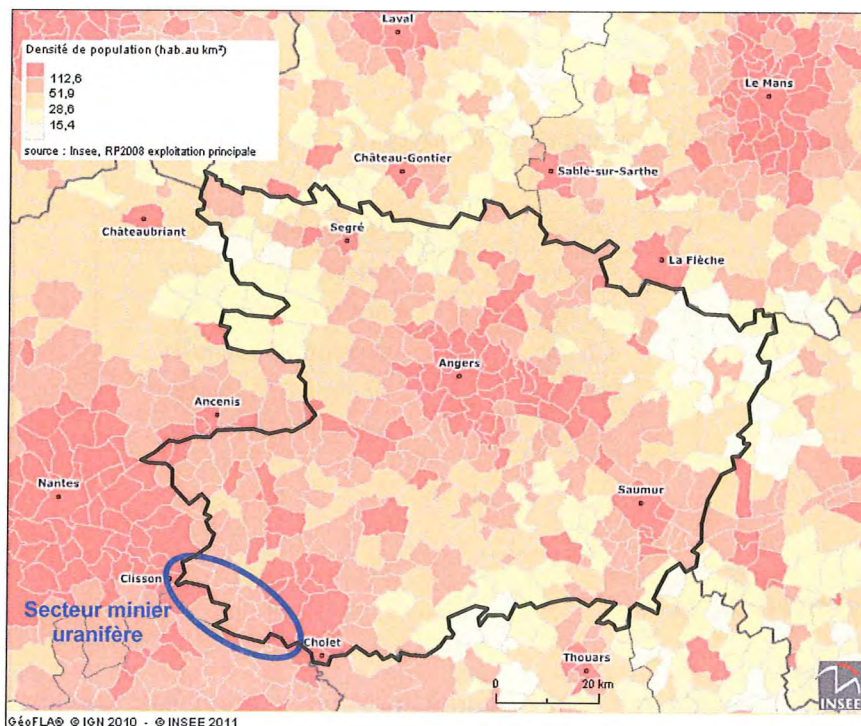 Densité de population (hab.au km²)
112,6
51,9
28,6
15,4
source : Insee, RP2008 exploitation principale
Laval
Le Mans
Château-Gontier
Sablé-sur-Sarthe
Châteaubriant
Segré
La Flèche
Angers
Ancenis
Nantes
Saumur
Clisson
Secteur minier
uranifère
Cholet
Thouars
0 20 km
INSEE
GéoFLA® © IGN 2010 - © INSEE 2011